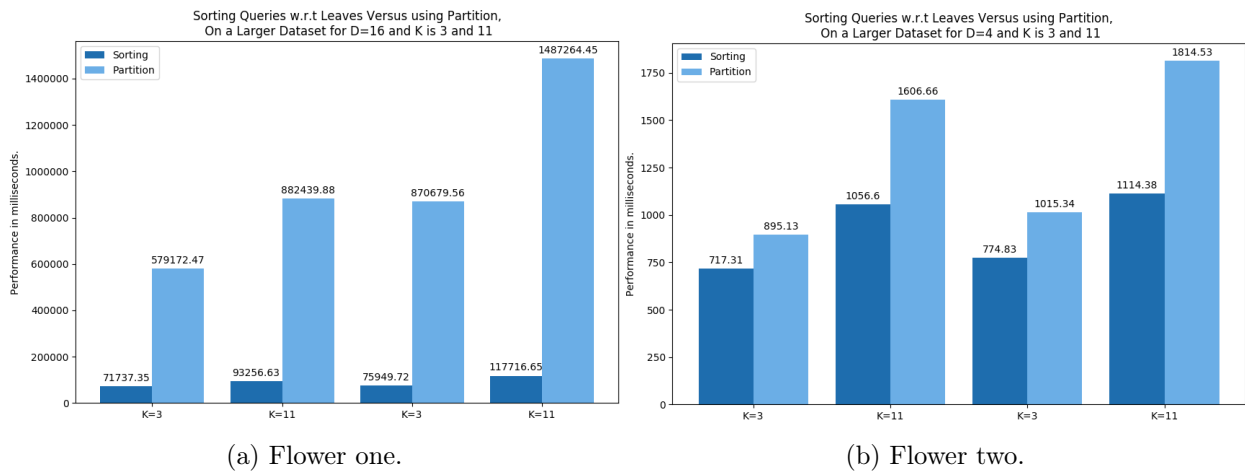 Sorting Queries w.r.t Leaves Versus using Partition,
On a Larger Dataset for D=16 and K is 3 and 11
Sorting
Partition
Performance in milliseconds.
1400000
1200000
1000000
800000
600000
400000
200000
0
71737.35
579172.47
93256.63
882439.88
75949.72
870679.56
117716.65
1487264.45
K=3
K=11
K=3
K=11
(a) Flower one.
Sorting Queries w.r.t Leaves Versus using Partition,
On a Larger Dataset for D=4 and K is 3 and 11
Sorting
Partition
Performance in milliseconds.
1750
1500
1250
1000
750
500
250
0
717.31
895.13
1056.6
1606.66
774.83
1015.34
1114.38
1814.53
K=3
K=11
K=3
K=11
(b) Flower two.